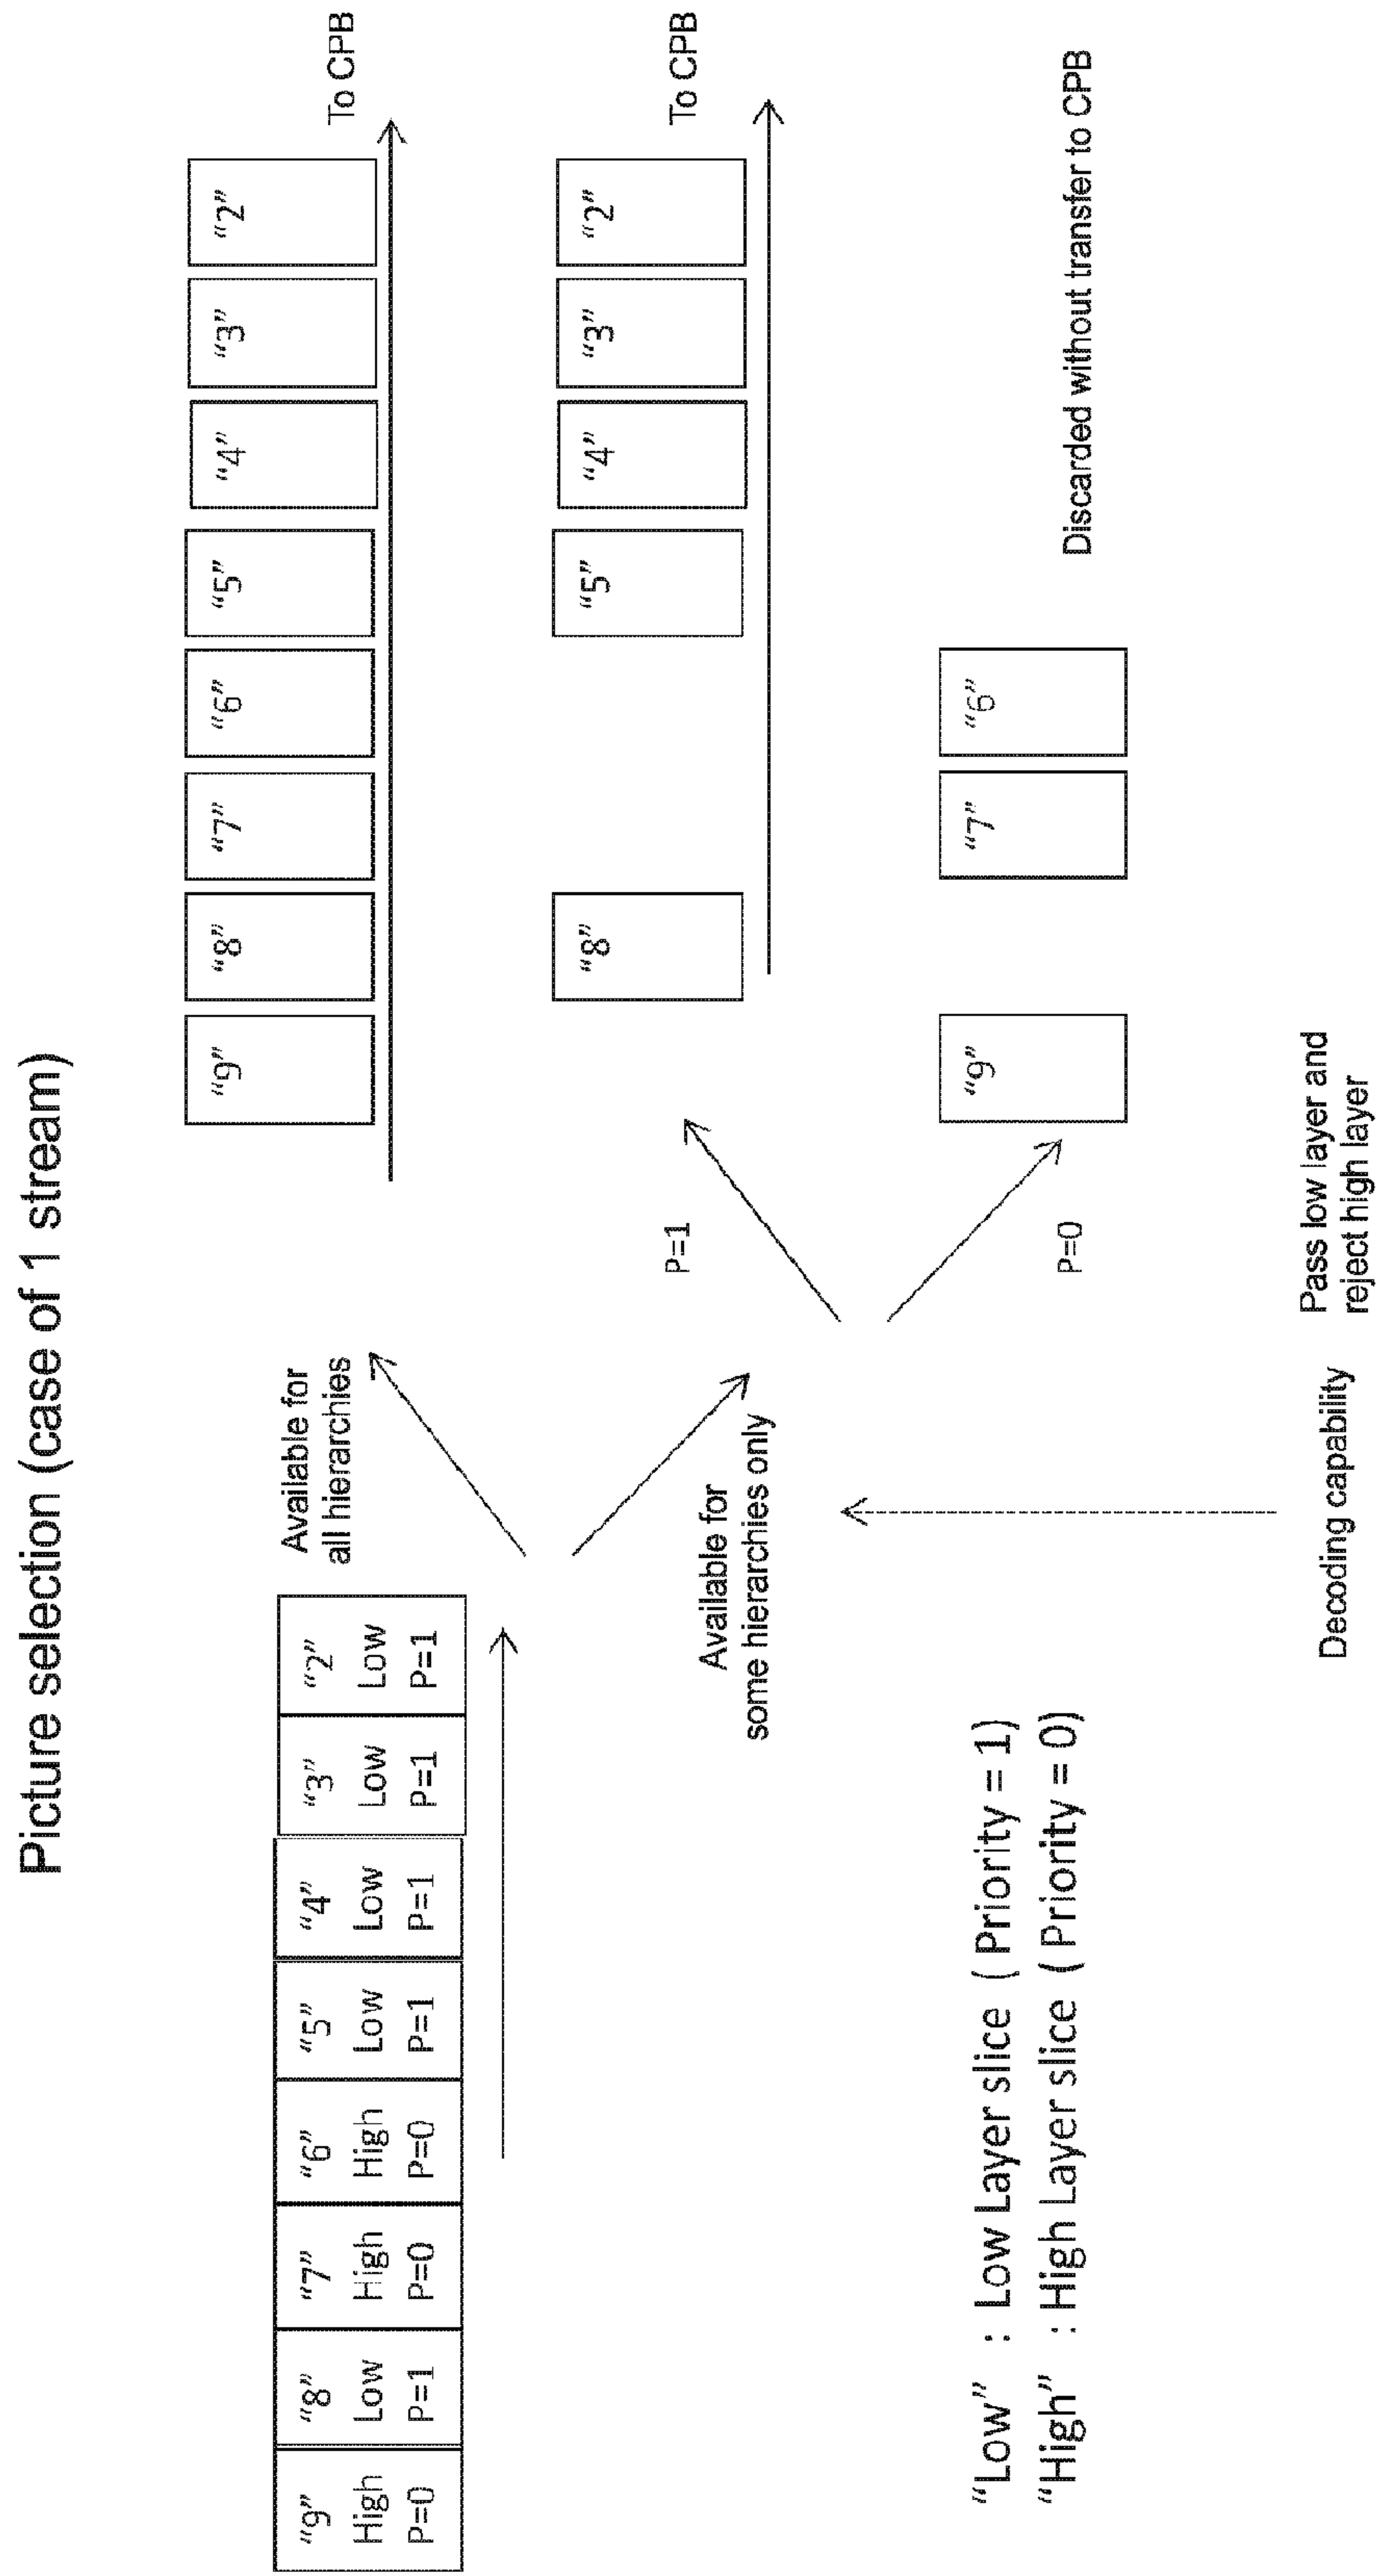 Picture selection (case of 1 stream)
“9” “8” “7” “6” “5” “4” “3” “2”
High Low High High Low Low Low Low
P=0 P=1 P=0 P=0 P=1 P=1 P=1 P=1
Available for
all hierarchies
“9” “8” “7” “6” “5” “4” “3” “2”
To CPB
Available for
some hierarchies only
P=1
“8” “5” “4” “3” “2”
To CPB
P=0
“9” “7” “6”
Discarded without transfer to CPB
“Low” : Low Layer slice ( Priority = 1)
“High” : High Layer slice ( Priority = 0)
Decoding capability
Pass low layer and
reject high layer